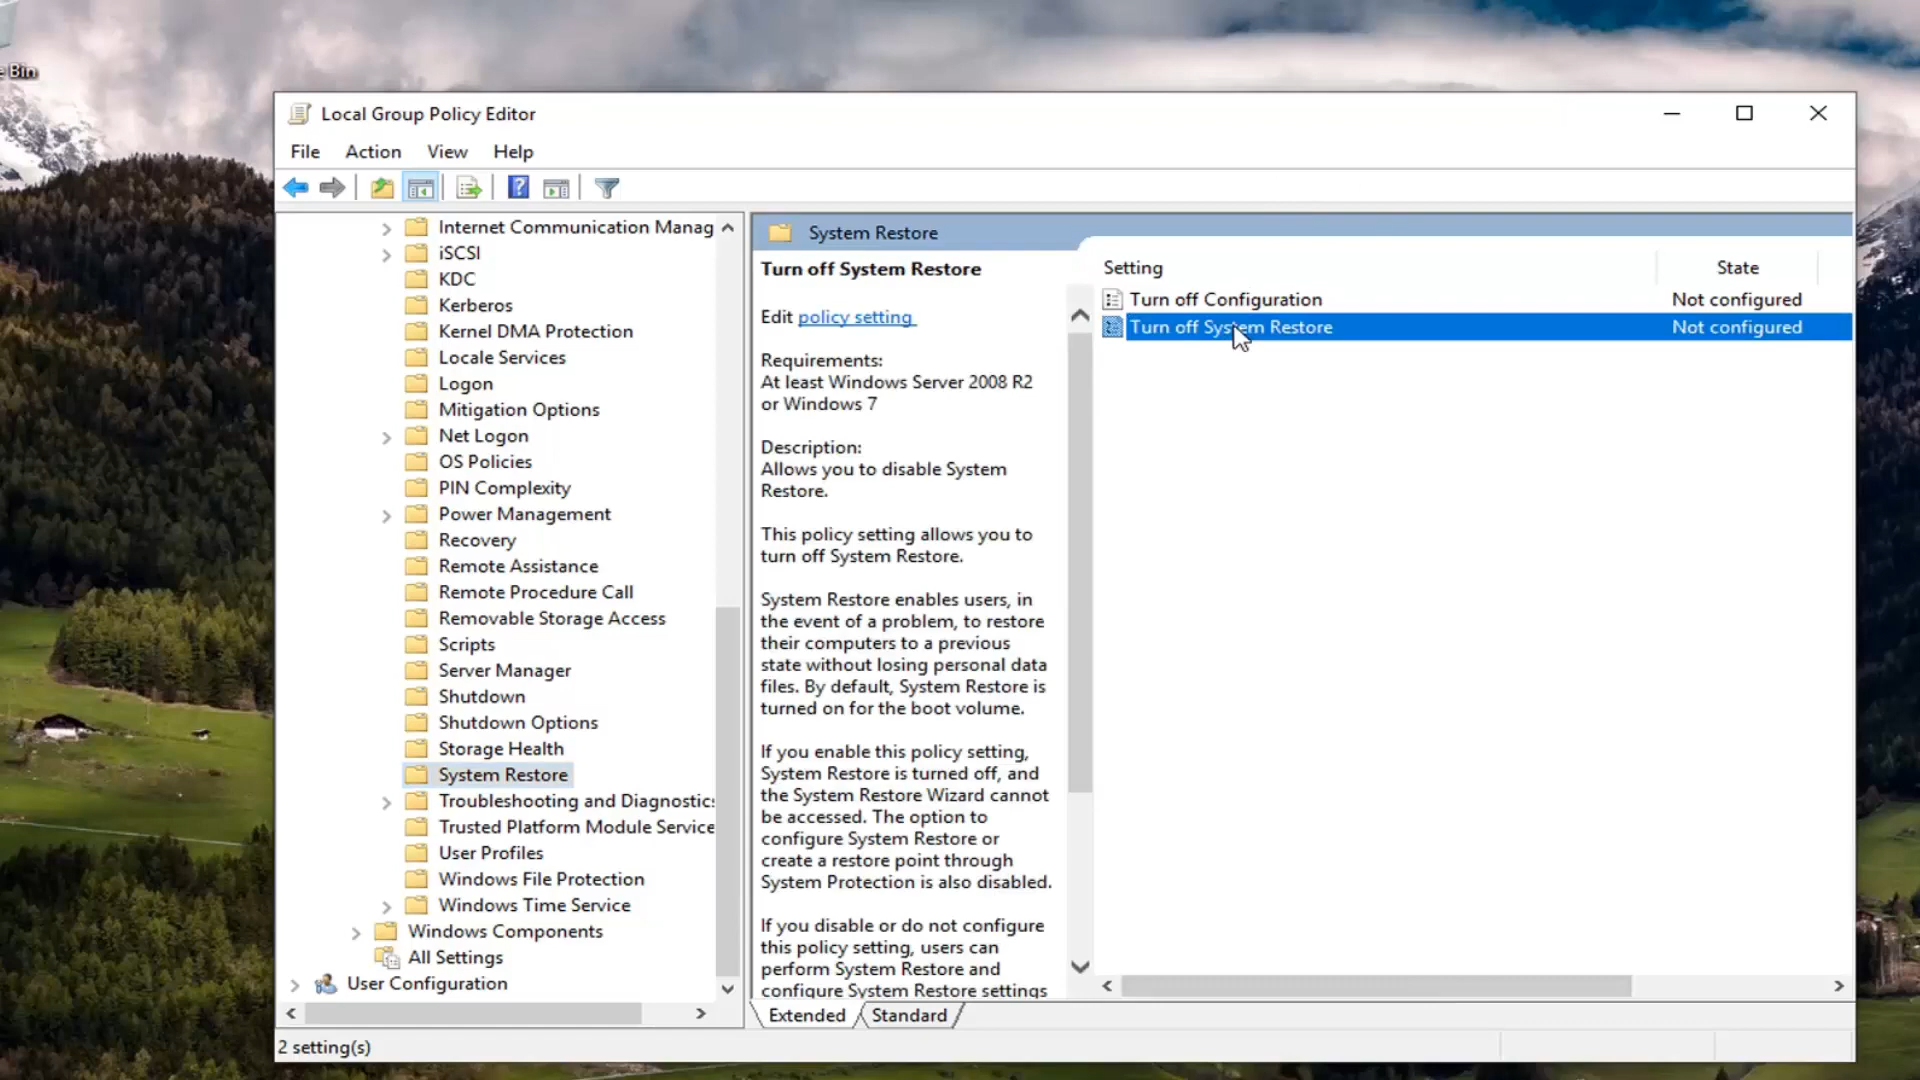 e Bin
Local Group Policy Editor
File Action View Help
Internet Communication Manag
iSCSI
KDC
Kerberos
Kernel DMA Protection
Locale Services
Logon
Mitigation Options
Net Logon
OS Policies
PIN Complexity
Power Management
Recovery
Remote Assistance
Remote Procedure Call
Removable Storage Access
Scripts
Server Manager
Shutdown
Shutdown Options
Storage Health
System Restore
Troubleshooting and Diagnostics
Trusted Platform Module Service
User Profiles
Windows File Protection
Windows Time Service
Windows Components
All Settings
User Configuration
System Restore
Turn off System Restore
Edit policy setting
Requirements:
At least Windows Server 2008 R2
or Windows 7
Description:
Allows you to disable System
Restore.
This policy setting allows you to
turn off System Restore.
System Restore enables users, in
the event of a problem, to restore
their computers to a previous
state without losing personal data
files. By default, System Restore is
turned on for the boot volume.
If you enable this policy setting,
System Restore is turned off, and
the System Restore Wizard cannot
be accessed. The option to
configure System Restore or
create a restore point through
System Protection is also disabled.
If you disable or do not configure
this policy setting, users can
perform System Restore and
configure System Restore settings
Setting State
Turn off Configuration Not configured
Turn off System Restore Not configured
Extended Standard
2 setting(s)